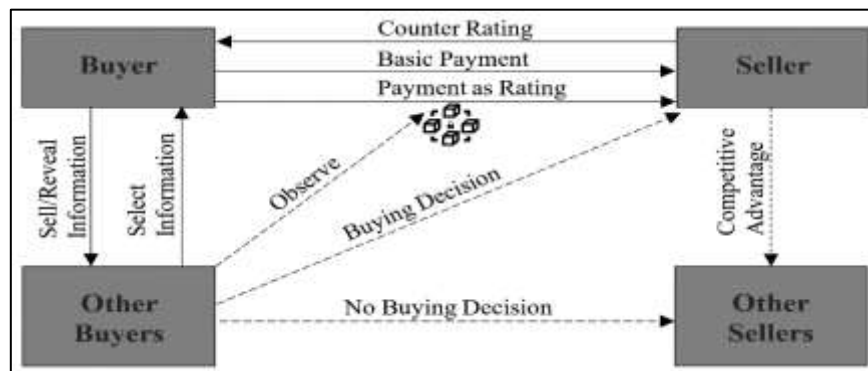 Counter Rating
Buyer
Basic Payment
Seller
Payment as Rating
Sell/Reveal
Information
Select
Information
Observe
Buying Decision
Competitive
Advantage
Other
Buyers
No Buying Decision
Other
Sellers